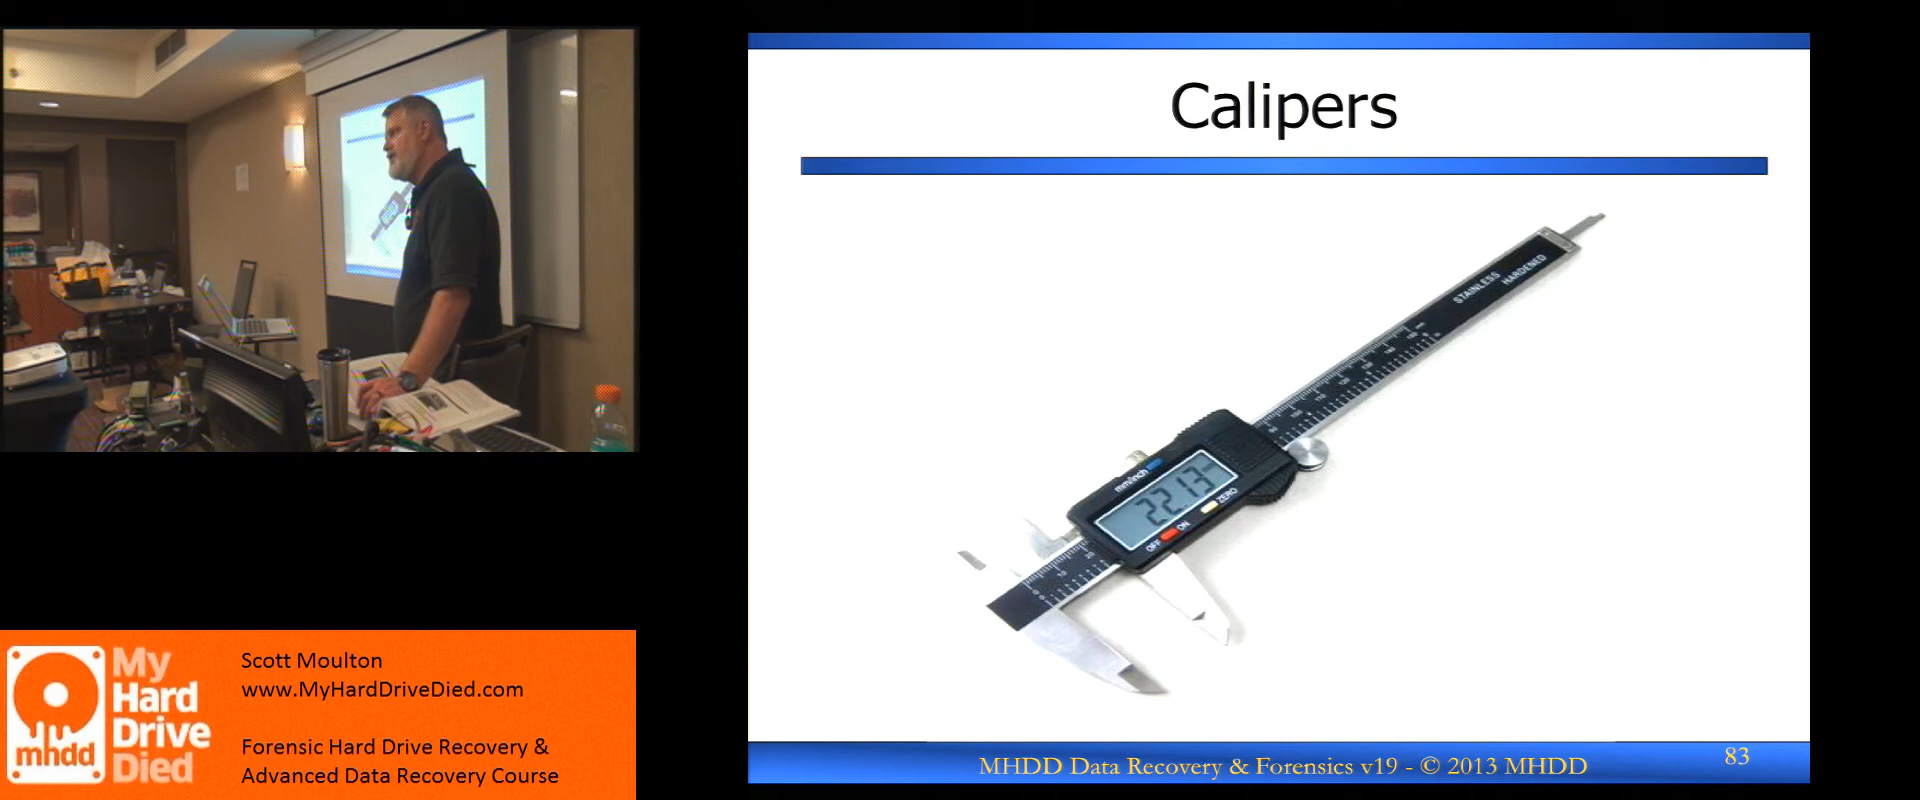 Calipers
STAINLESS
HARDENED
mm/inch
22.13
mm
OFF
ON
ZERO
MHDD Data Recovery & Forensics v19 - © 2013 MHDD
83
My
Hard
Drive
Died
mhdd
Scott Moulton
www.MyHardDriveDied.com
Forensic Hard Drive Recovery &
Advanced Data Recovery Course